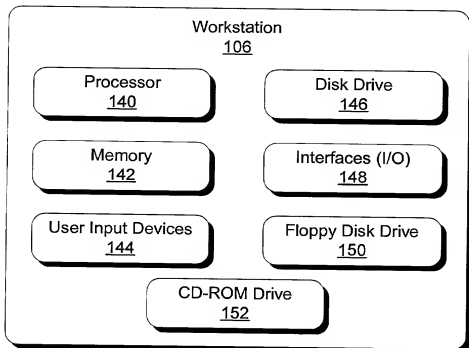 Workstation
106
Processor
140
Disk Drive
146
Memory
142
Interfaces (I/O)
148
User Input Devices
144
Floppy Disk Drive
150
CD-ROM Drive
152